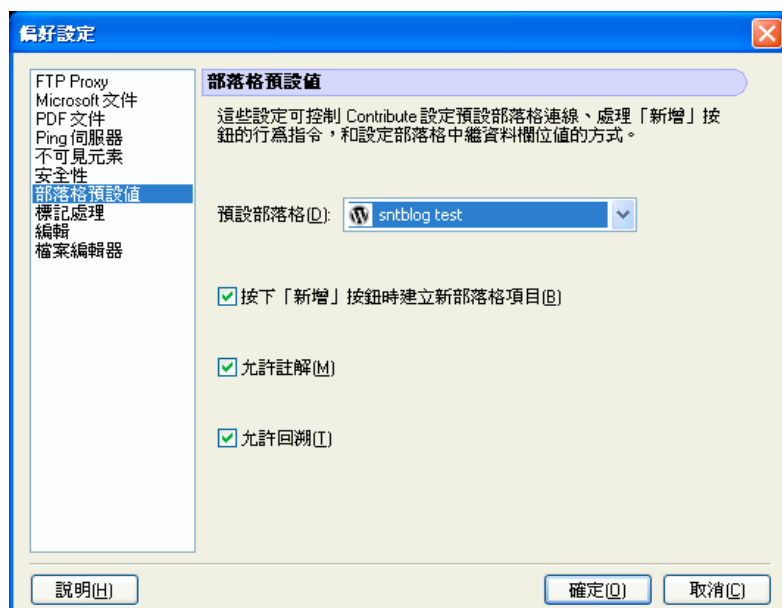 偏好設定
FTP Proxy
Microsoft 文件
PDF 文件
Ping 伺服器
不可見元素
安全性
部落格預設值
標記處理
編輯
檔案編輯器
部落格預設值
這些設定可控制 Contribute 設定預設部落格連線、處理「新增」按
鈕的行爲指令，和設定部落格中繼資料欄位值的方式。
預設部落格(D): sntblog test
按下「新增」按鈕時建立新部落格項目(B)
允許註解(M)
允許回溯(T)
說明(H) 確定(O) 取消(C)